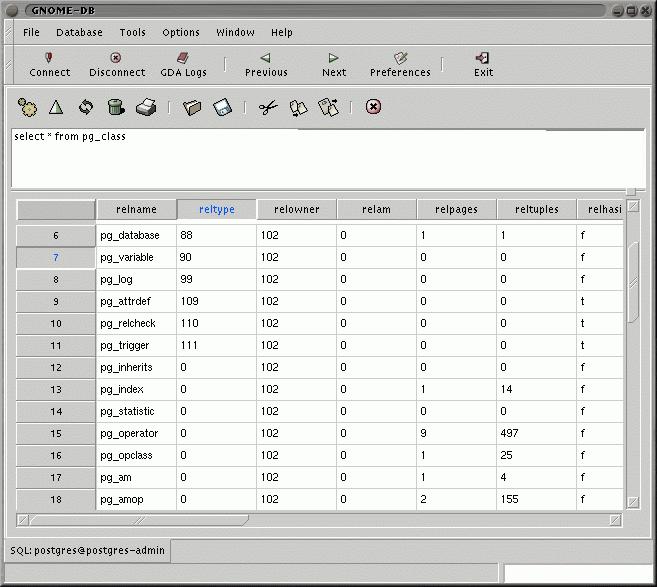 GNOME-DB
File Database Tools Options Window Help
Connect Disconnect GDA Logs Previous Next Preferences Exit
select * from pg_class
relname reltype relowner relam relpages reltuples relhasi
6 pg_database 88 102 0 1 1 f
7 pg_variable 90 102 0 0 0 f
8 pg_log 99 102 0 0 0 f
9 pg_attrdef 109 102 0 0 0 t
10 pg_relcheck 110 102 0 0 0 t
11 pg_trigger 111 102 0 0 0 t
12 pg_inherits 0 102 0 0 0 f
13 pg_index 0 102 0 1 14 f
14 pg_statistic 0 102 0 0 0 f
15 pg_operator 0 102 0 9 497 f
16 pg_opclass 0 102 0 1 25 f
17 pg_am 0 102 0 1 4 f
18 pg_amop 0 102 0 2 155 f
SQL: postgres@postgres-admin